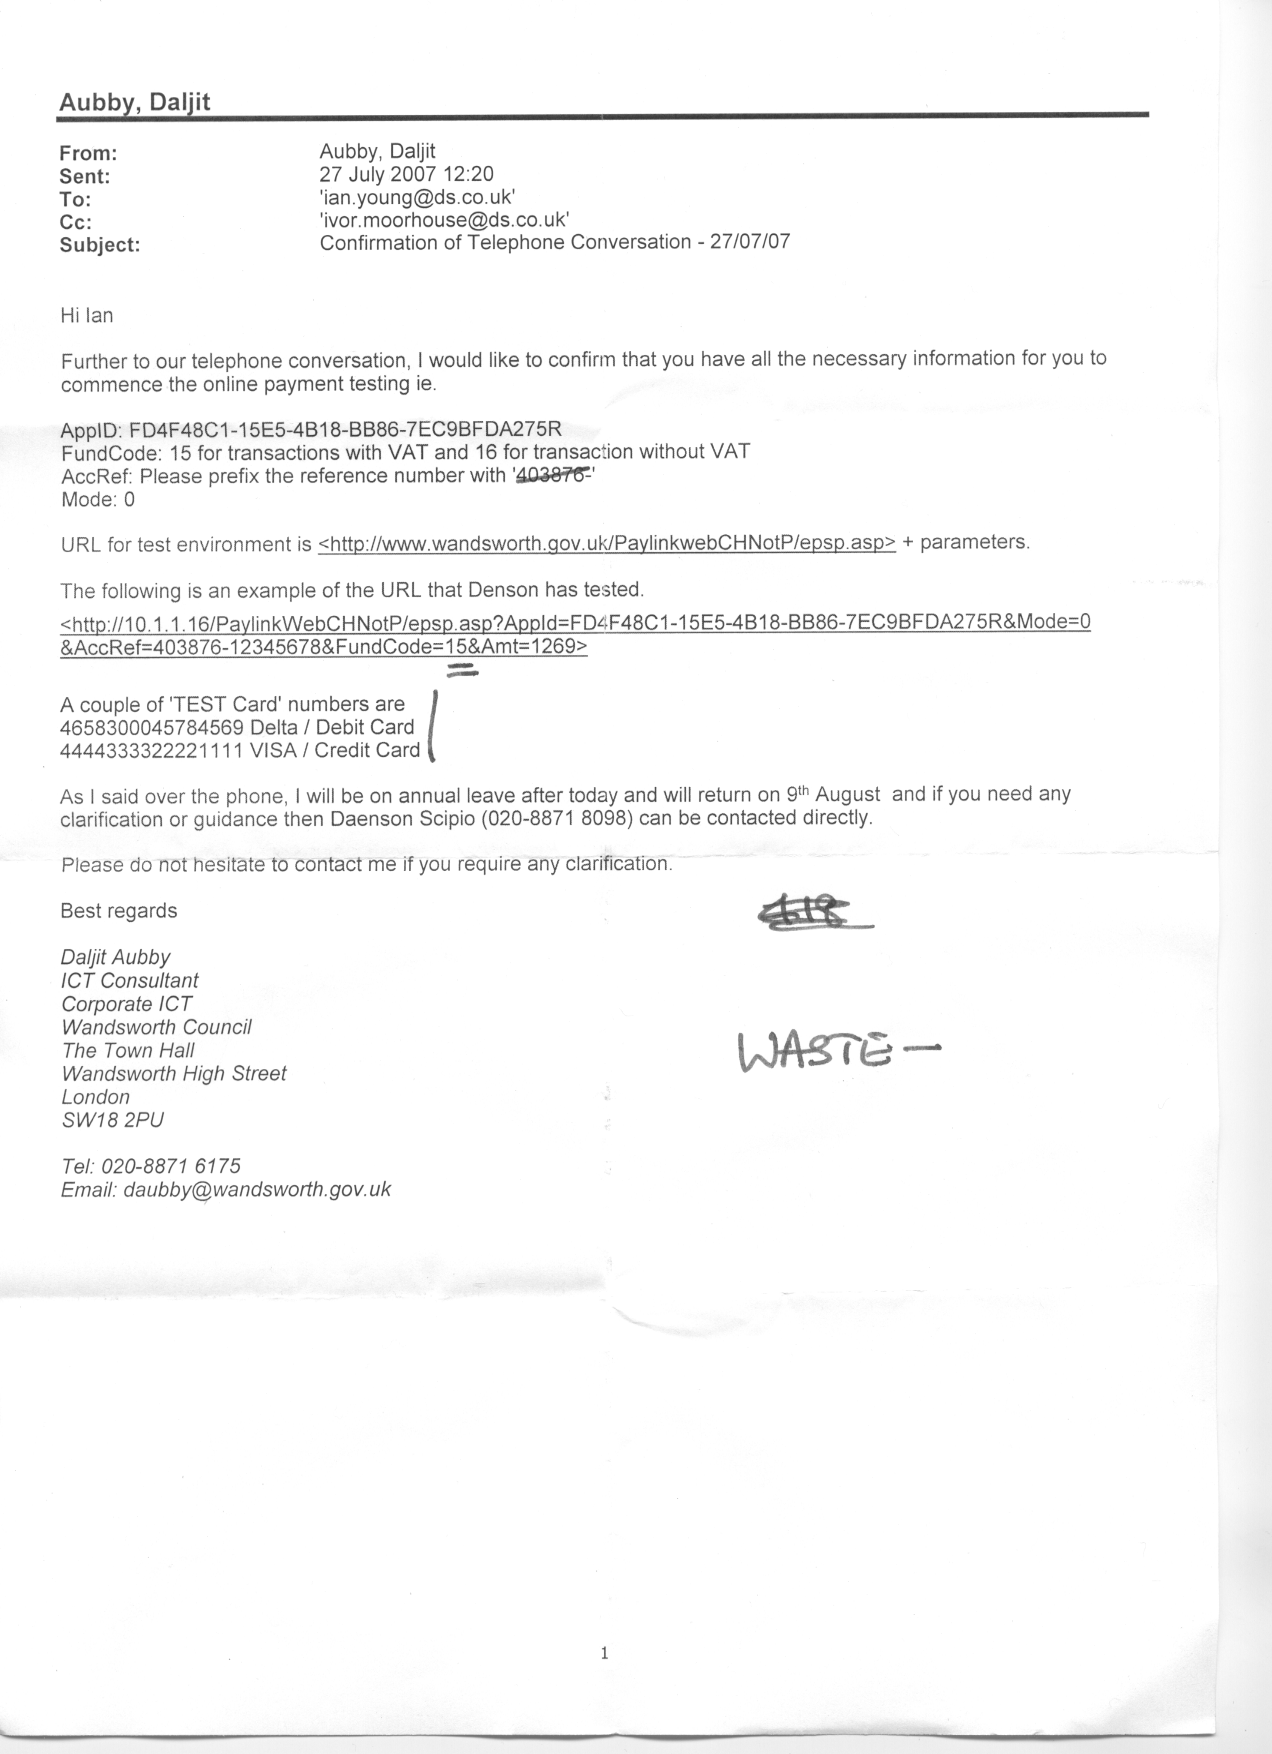 Aubby, Daljit
From: Aubby, Daljit
Sent: 27 July 2007 12:20
To: 'ian.young@ds.co.uk'
Cc: 'ivor.moorhouse@ds.co.uk'
Subject: Confirmation of Telephone Conversation - 27/07/07
Hi Ian
Further to our telephone conversation, I would like to confirm that you have all the necessary information for you to
commence the online payment testing ie.
AppID: FD4F48C1-15E5-4B18-BB86-7EC9BFDA275R
FundCode: 15 for transactions with VAT and 16 for transaction without VAT
AccRef: Please prefix the reference number with '403876-'
Mode: 0
URL for test environment is <http://www.wandsworth.gov.uk/PaylinkwebCHNotP/epsp.asp> + parameters.
The following is an example of the URL that Denson has tested.
<http://10.1.1.16/PaylinkWebCHNotP/epsp.asp?AppId=FD4F48C1-15E5-4B18-BB86-7EC9BFDA275R&Mode=0
&AccRef=403876-12345678&FundCode=15&Amt=1269>
A couple of 'TEST Card' numbers are
4658300045784569 Delta / Debit Card
4444333322221111 VISA / Credit Card
As I said over the phone, I will be on annual leave after today and will return on 9th August and if you need any
clarification or guidance then Daenson Scipio (020-8871 8098) can be contacted directly.
Please do not hesitate to contact me if you require any clarification.
Best regards
Daljit Aubby
ICT Consultant
Corporate ICT
Wandsworth Council
The Town Hall
WASTE —
Wandsworth High Street
London
SW18 2PU
Tel: 020-8871 6175
Email: daubby@wandsworth.gov.uk
1